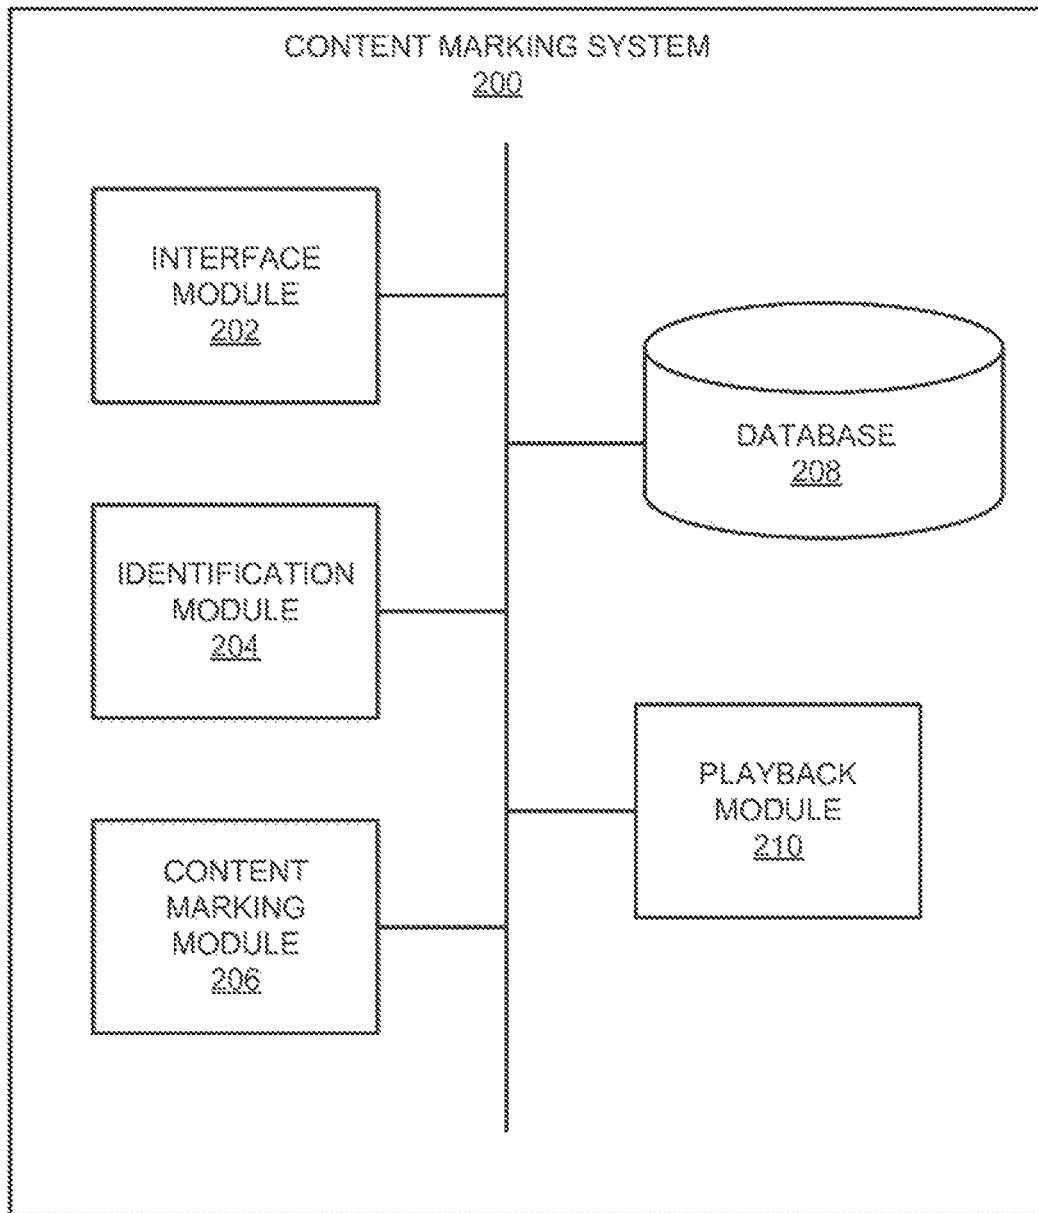 CONTENT MARKING SYSTEM
200
INTERFACE
MODULE
202
DATABASE
208
IDENTIFICATION
MODULE
204
PLAYBACK
MODULE
210
CONTENT
MARKING
MODULE
206